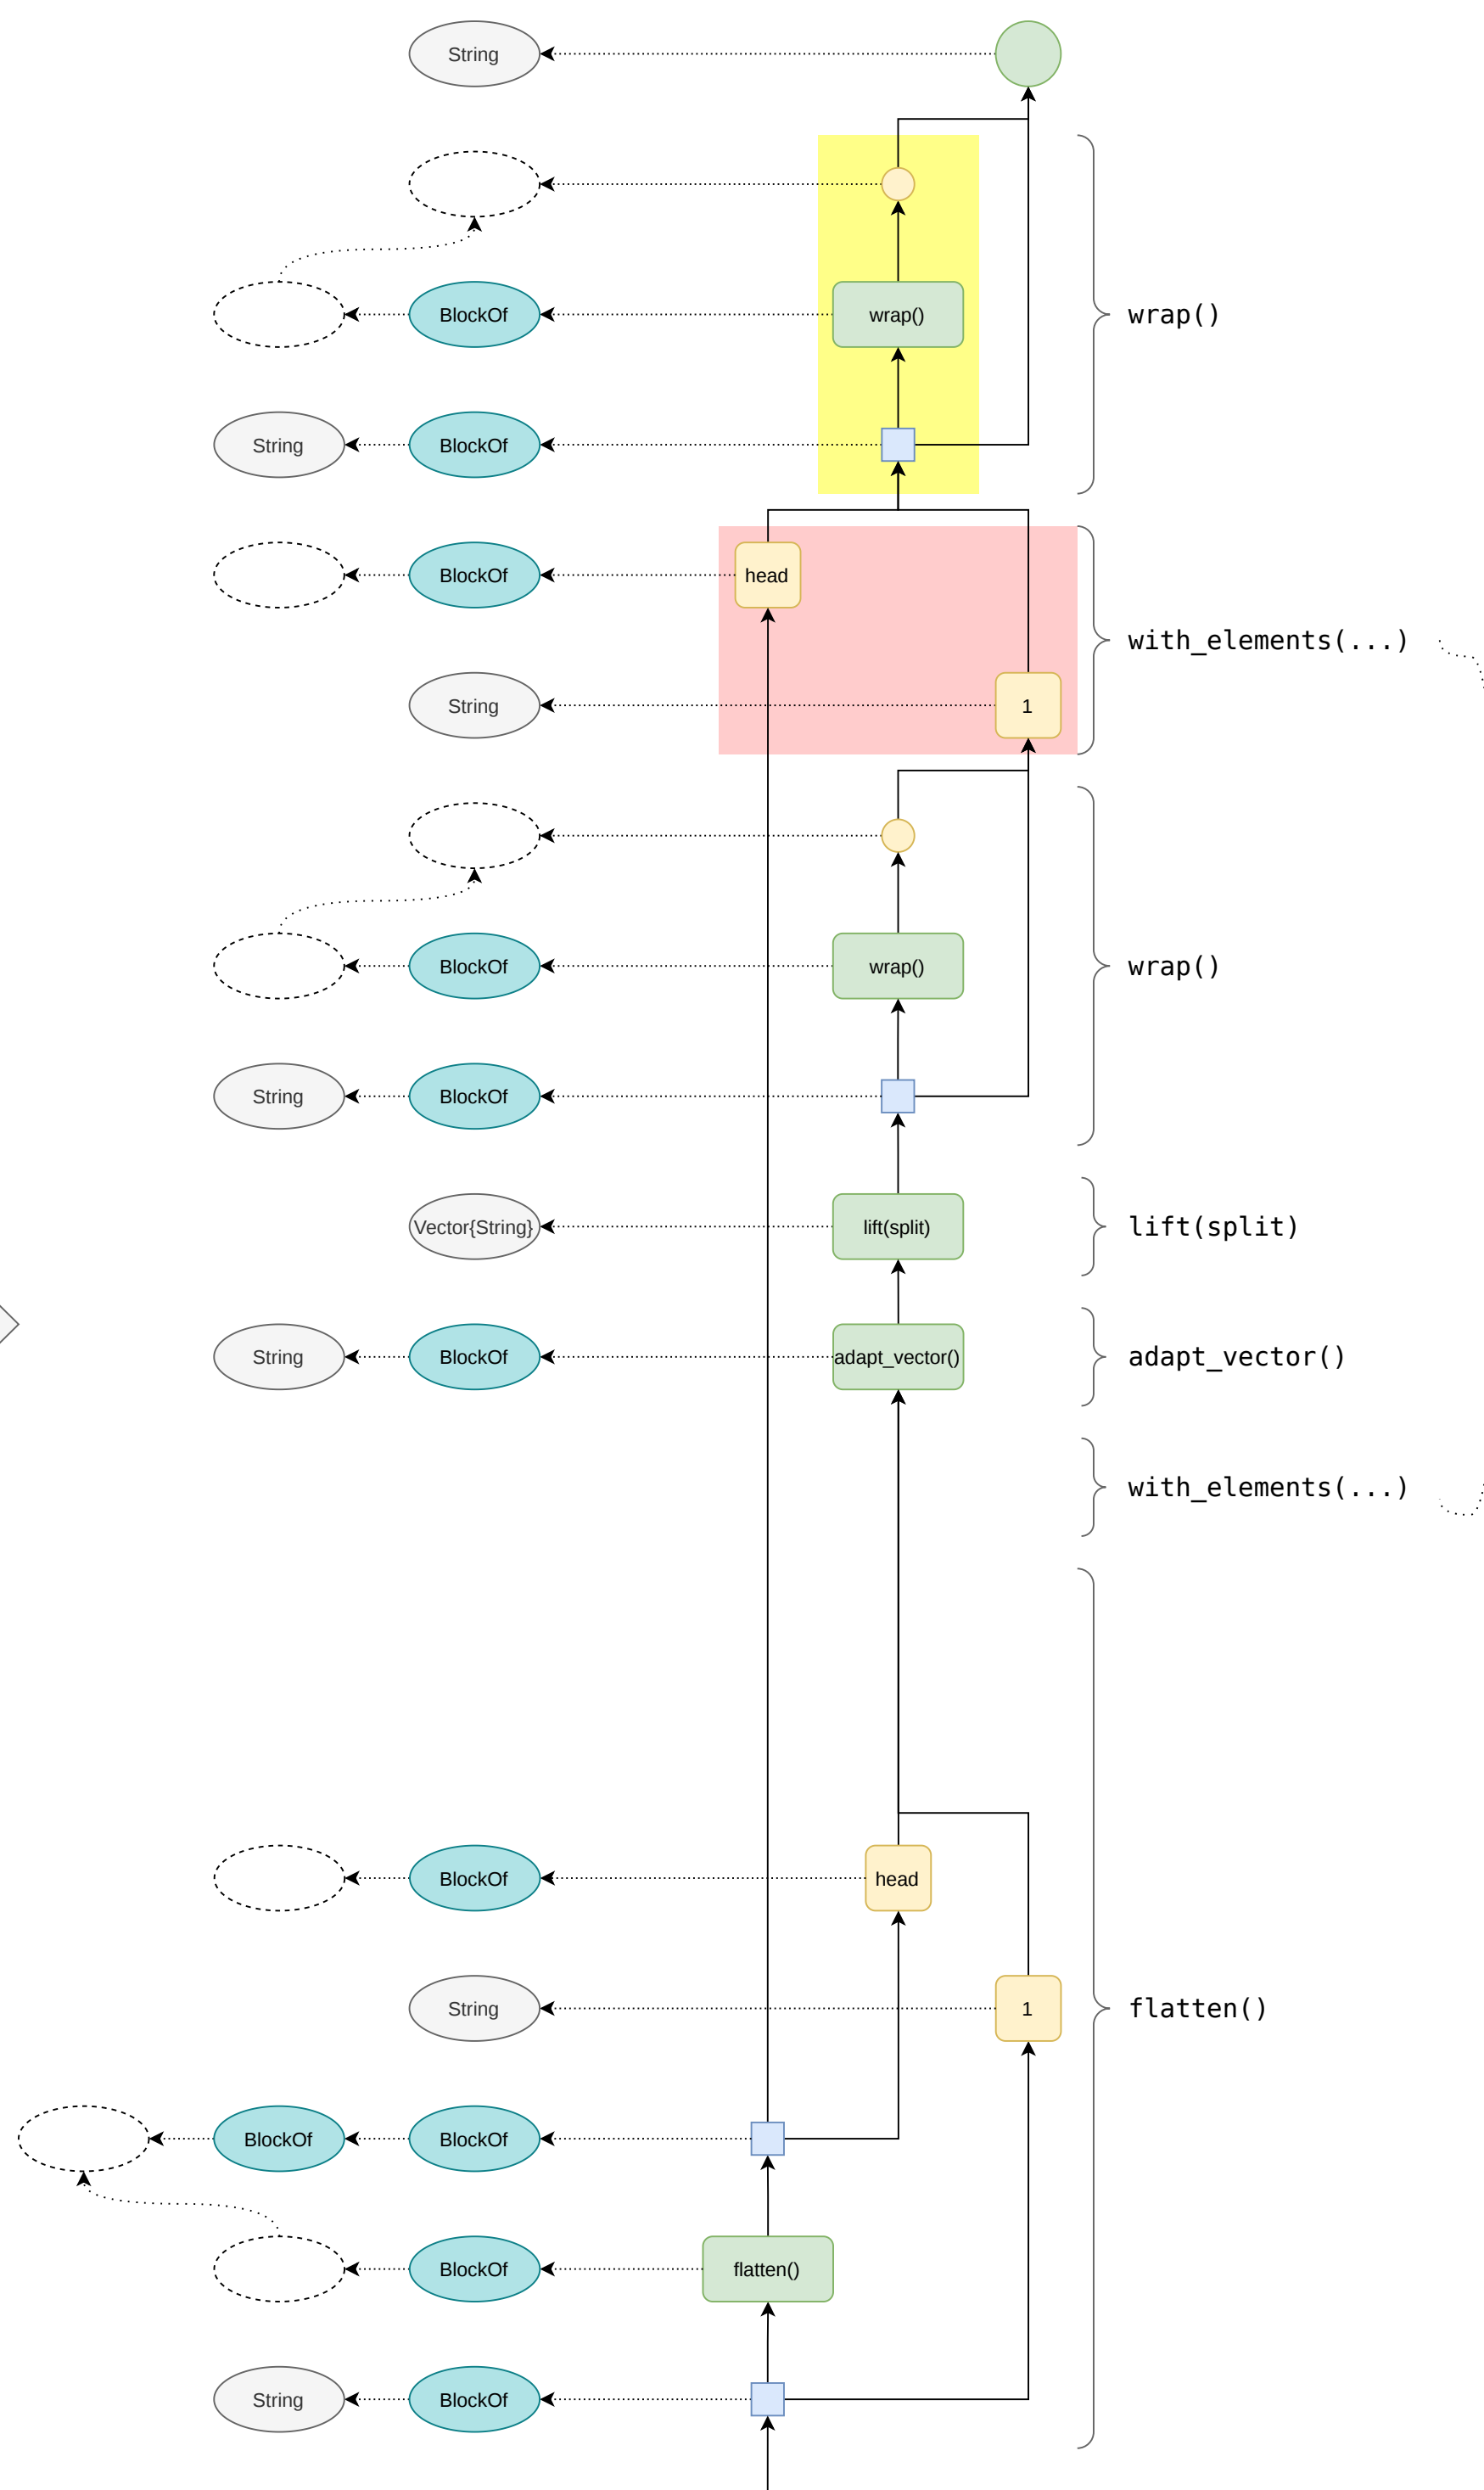 String
BlockOf
wrap()
wrap()
String
BlockOf
BlockOf
head
with_elements(...)
String
1
BlockOf
wrap()
wrap()
String
BlockOf
Vector{String}
lift(split)
lift(split)
String
BlockOf
adapt_vector()
adapt_vector()
with_elements(...)
BlockOf
head
String
1
flatten()
BlockOf
BlockOf
BlockOf
flatten()
String
BlockOf